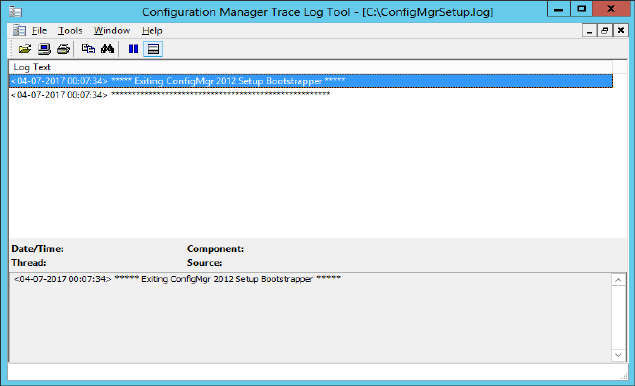 Configuration Manager Trace Log Tool - [C:\ConfigMgrSetup.log]
File Tools Window Help
Log Text
<04-07-2017 00:07:34> ***** Exiting ConfigMgr 2012 Setup Bootstrapper *****
<04-07-2017 00:07:34> ****************************************************
Date/Time: Component:
Thread: Source:
<04-07-2017 00:07:34> ***** Exiting ConfigMgr 2012 Setup Bootstrapper *****